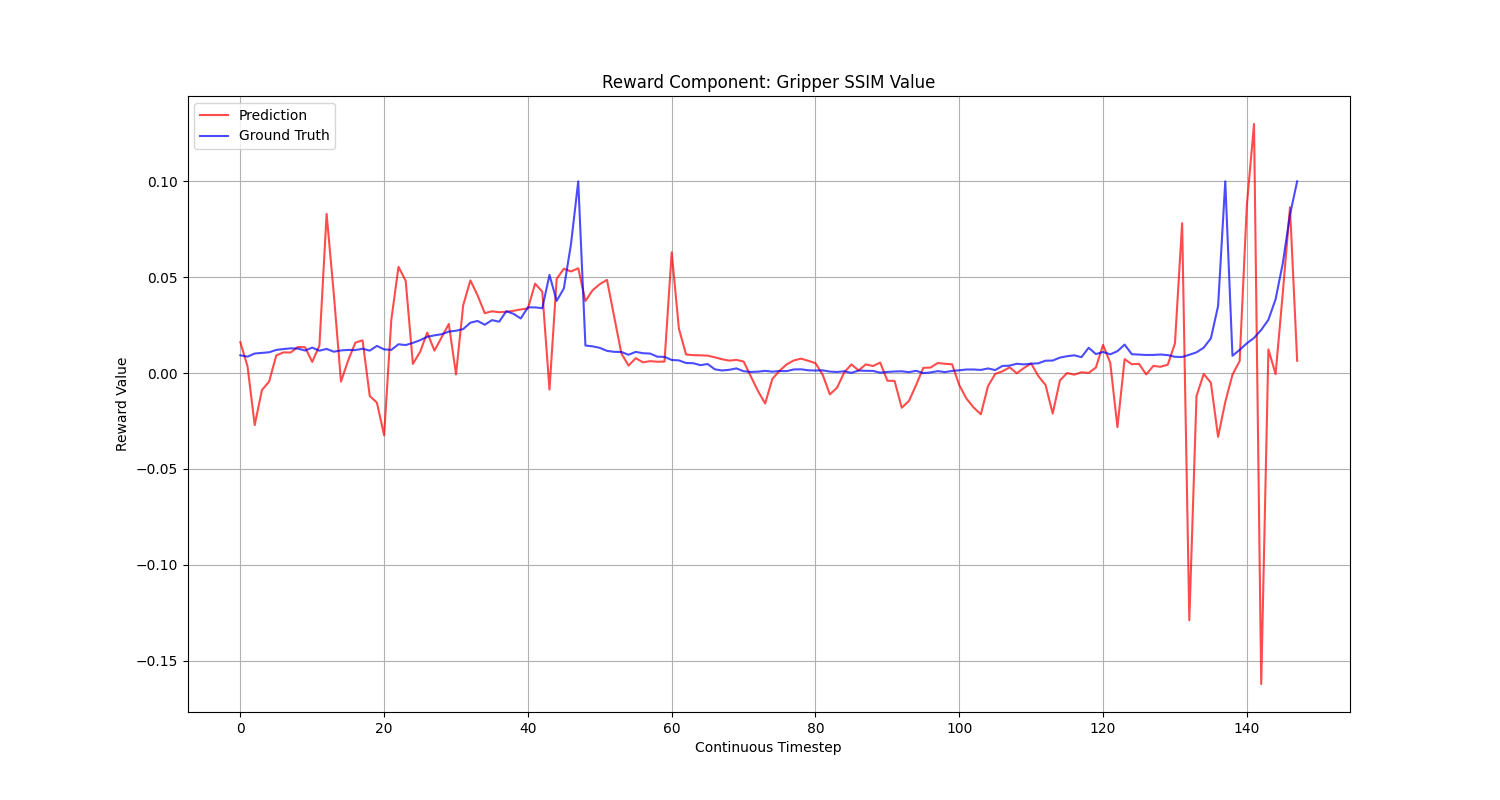 Reward Component: Gripper SSIM Value
Prediction
Ground Truth
Reward Value
0.10
0.05
0.00
−0.05
−0.10
−0.15
0 20 40 60 80 100 120 140
Continuous Timestep